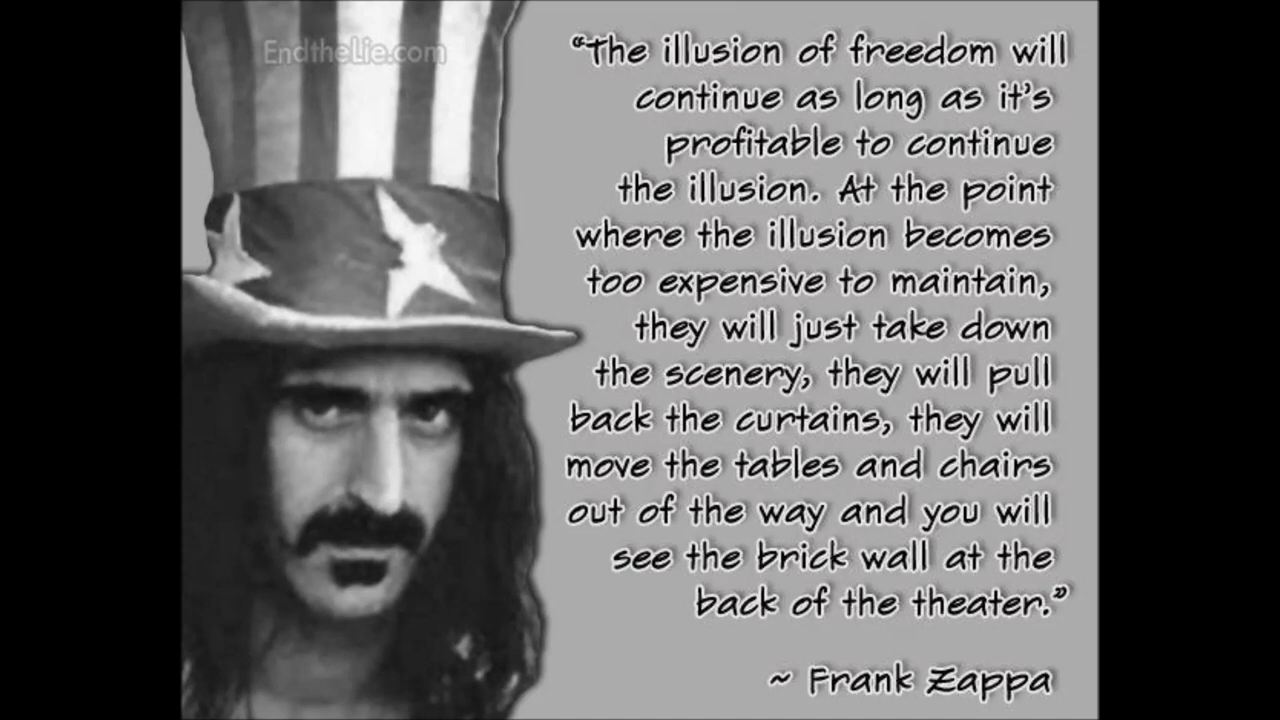 EndtheLie.com
“The illusion of freedom will
continue as long as it’s
profitable to continue
the illusion. At the point
where the illusion becomes
too expensive to maintain,
they will just take down
the scenery, they will pull
back the curtains, they will
move the tables and chairs
out of the way and you will
see the brick wall at the
back of the theater.”
~ Frank Zappa